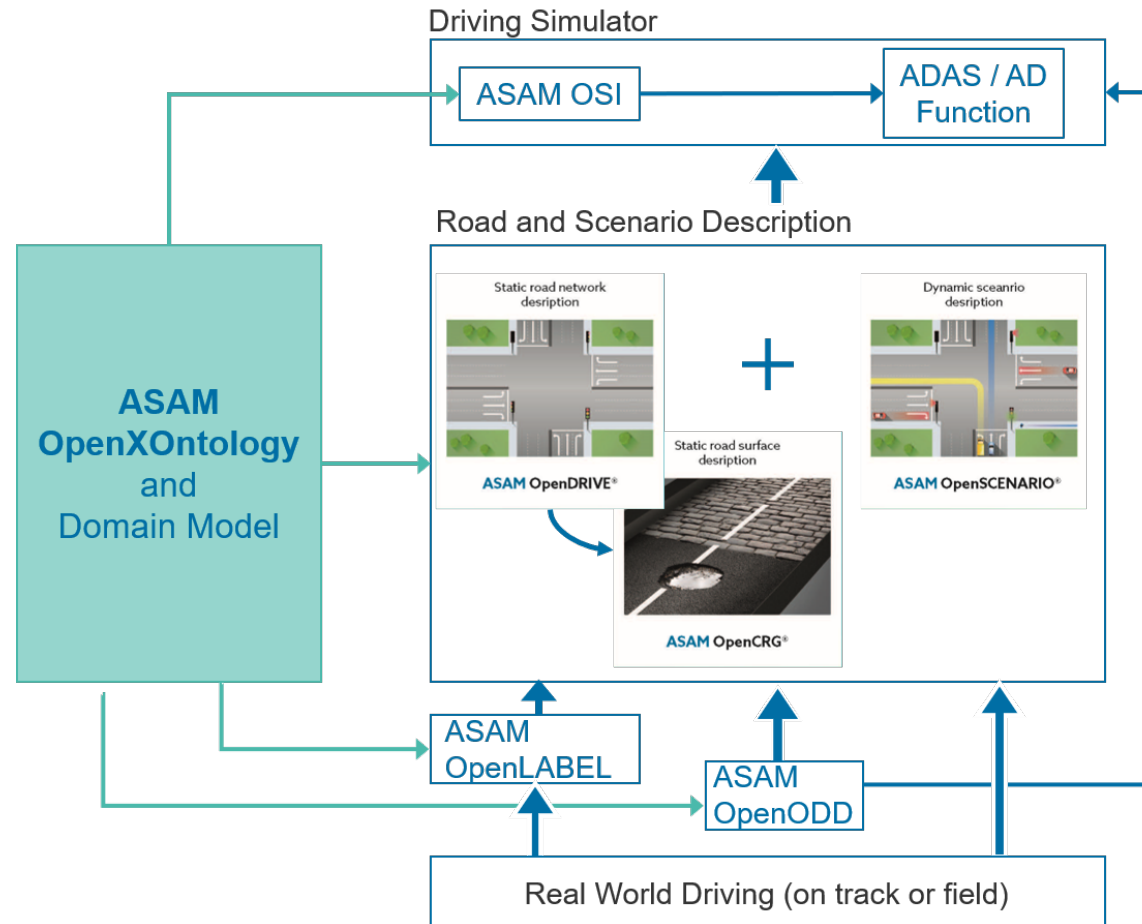 Driving Simulator
ASAM OSI
ADAS / AD
Function
Road and Scenario Description
ASAM
OpenXOntology
and
Domain Model
Static road network
desription
ASAM OpenDRIVE®
Dynamic sceanrio
desription
ASAM OpenSCENARIO®
Static road surface
desription
ASAM OpenCRG®
ASAM
OpenLABEL
ASAM
OpenODD
Real World Driving (on track or field)